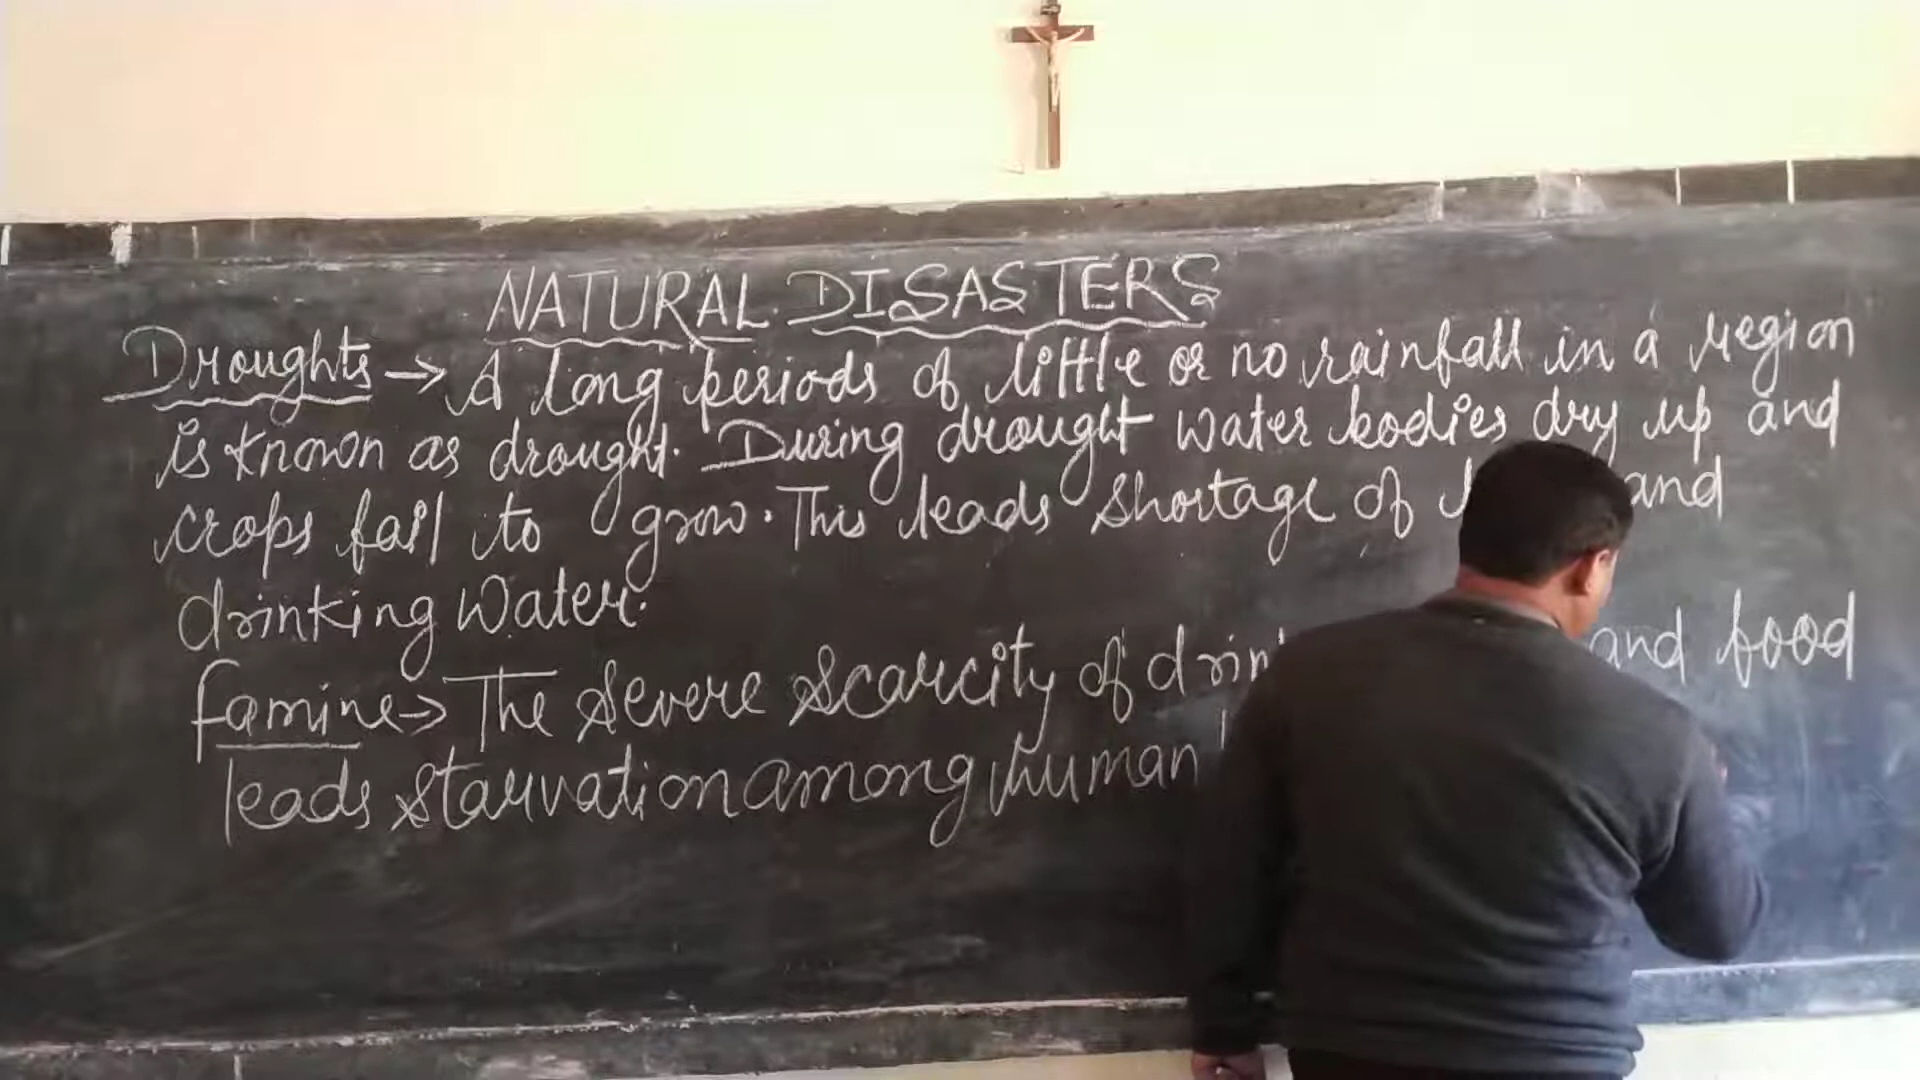 NATURAL DISASTERS
Droughts → A long periods of little or no rainfall in a region
is known as drought. During drought water bodies dry up and
crops fail to grow. This leads shortage of and
drinking water.
famine → The severe scarcity of and food
leads starvation among human